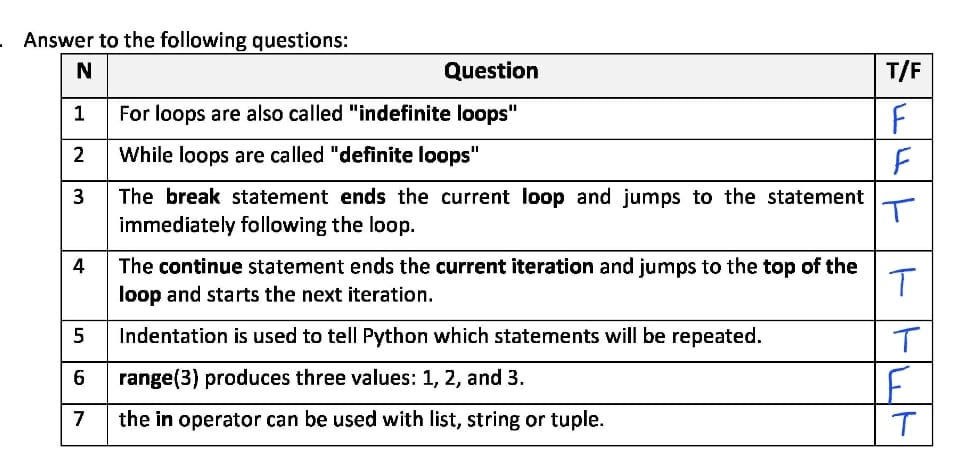 Answer to the following questions:
N Question T/F
1 For loops are also called "indefinite loops" F
2 While loops are called "definite loops" F
3 The break statement ends the current loop and jumps to the statement T
immediately following the loop.
4 The continue statement ends the current iteration and jumps to the top of the T
loop and starts the next iteration.
5 Indentation is used to tell Python which statements will be repeated. T
6 range(3) produces three values: 1, 2, and 3. F
7 the in operator can be used with list, string or tuple. T